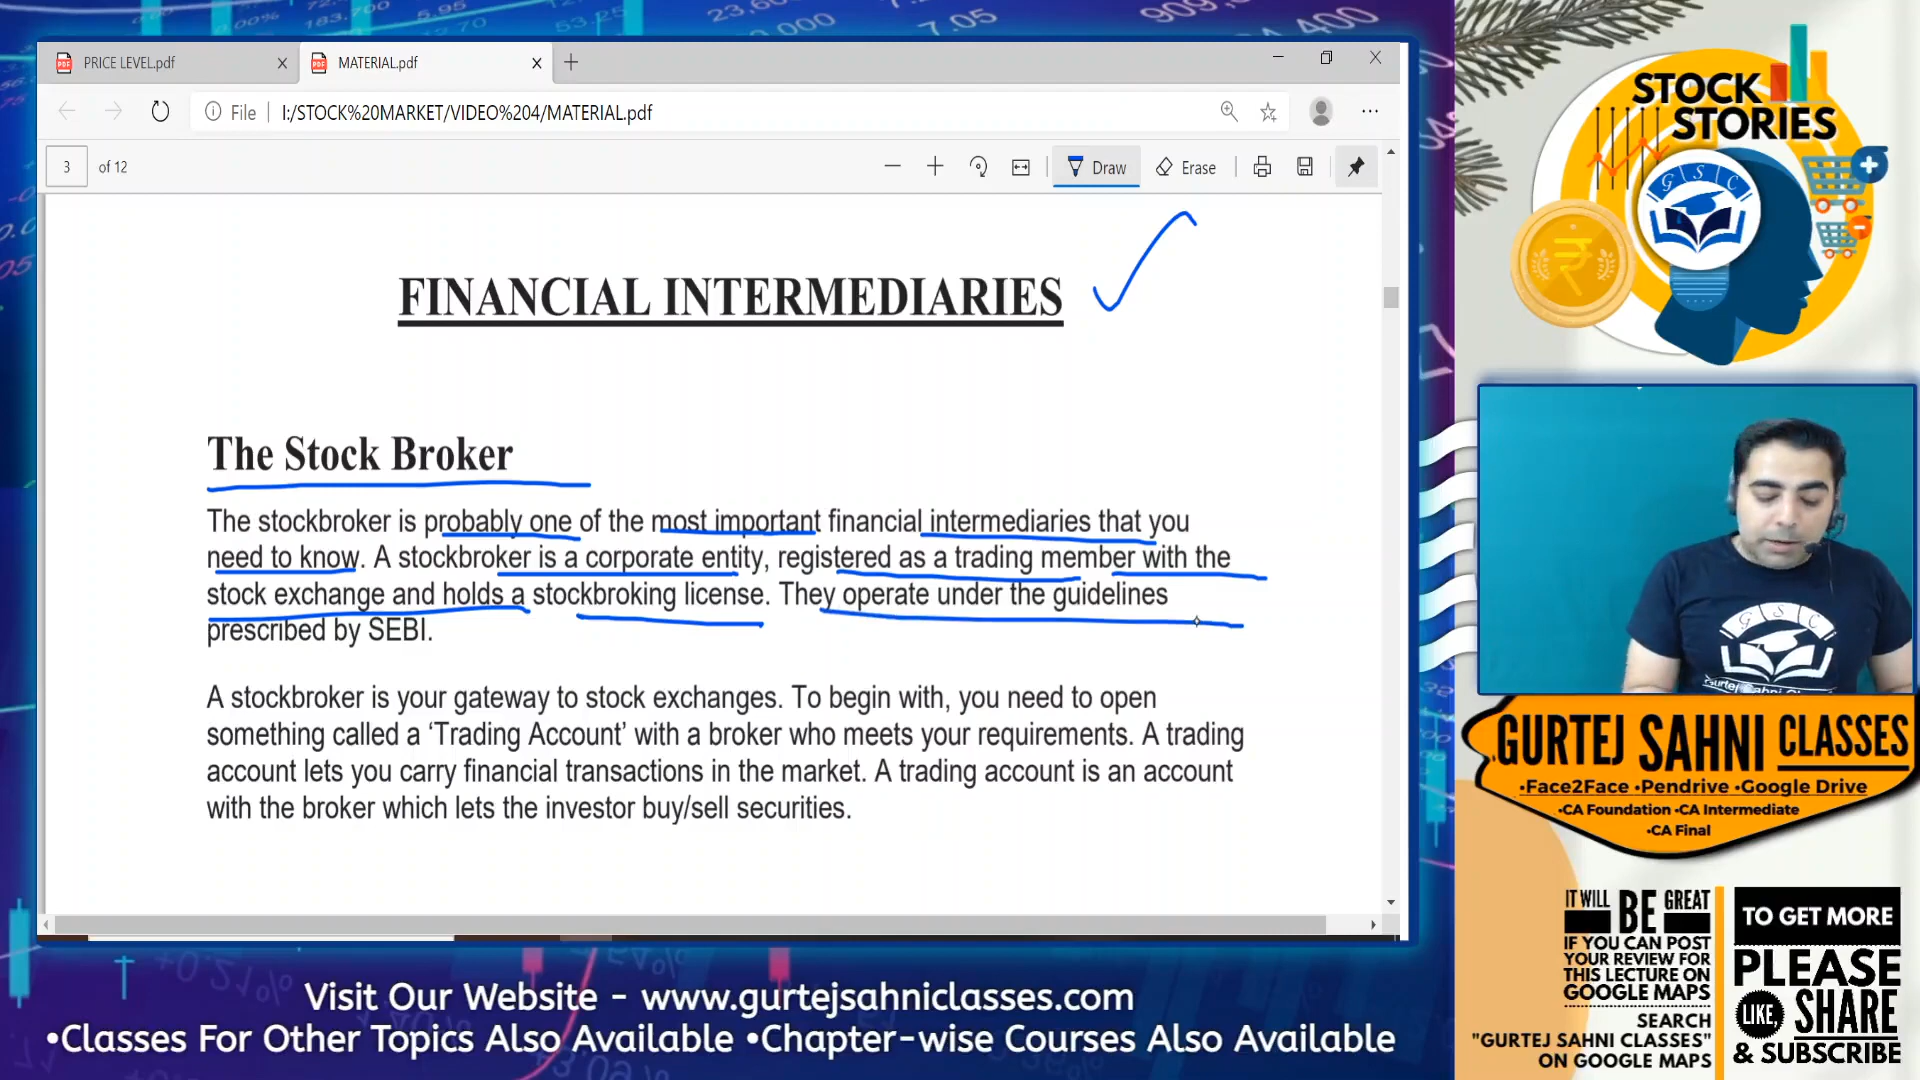 PRICE LEVEL.pdf
MATERIAL.pdf
File
I:/STOCK%20MARKET/VIDEO%204/MATERIAL.pdf
3 of 12
Draw
Erase
FINANCIAL INTERMEDIARIES
The Stock Broker
The stockbroker is probably one of the most important financial intermediaries that you
need to know. A stockbroker is a corporate entity, registered as a trading member with the
stock exchange and holds a stockbroking license. They operate under the guidelines
prescribed by SEBI.
A stockbroker is your gateway to stock exchanges. To begin with, you need to open
something called a ‘Trading Account’ with a broker who meets your requirements. A trading
account lets you carry financial transactions in the market. A trading account is an account
with the broker which lets the investor buy/sell securities.
STOCK
STORIES
GSC
GSC
GURTEJ SAHNI CLASSES
•Face2Face •Pendrive •Google Drive
•CA Foundation •CA Intermediate
•CA Final
IT WILL BE GREAT
IF YOU CAN POST
YOUR REVIEW FOR
THIS LECTURE ON
GOOGLE MAPS
SEARCH
"GURTEJ SAHNI CLASSES"
ON GOOGLE MAPS
TO GET MORE
PLEASE
LIKE, SHARE
& SUBSCRIBE
Visit Our Website - www.gurtejsahniclasses.com
•Classes For Other Topics Also Available •Chapter-wise Courses Also Available